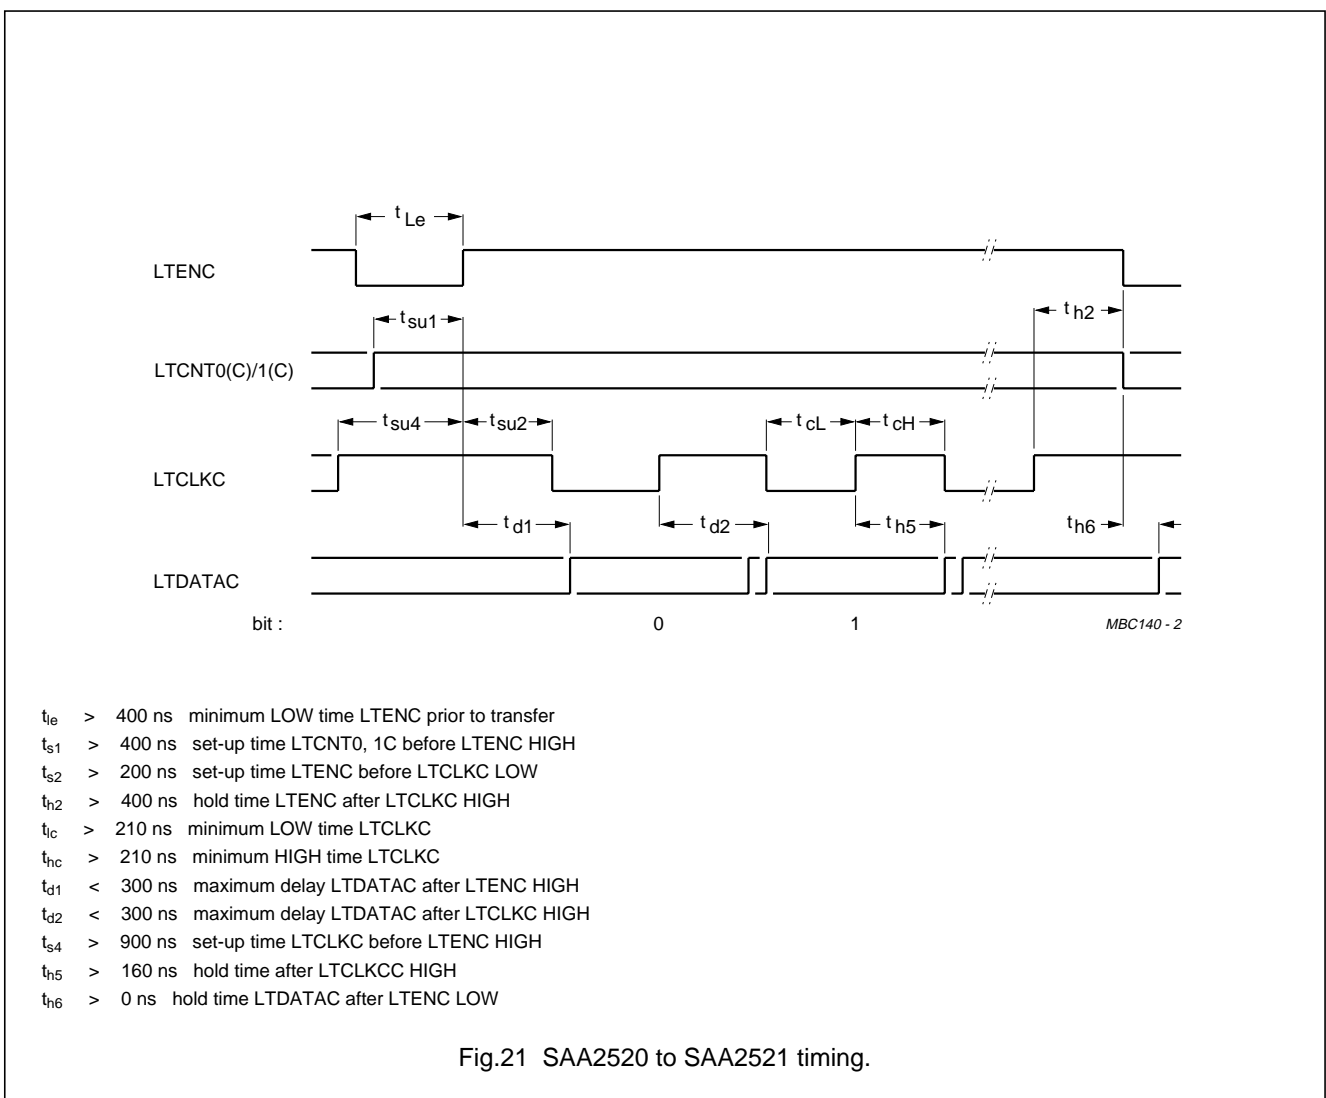 t Le
LTENC
t su1
t h2
LTCNT0(C)/1(C)
t su4 t su2 t cL t cH
LTCLKC
t d1 t d2 t h5 t h6
LTDATAC
bit : 0 1 MBC140 - 2
tle > 400 ns minimum LOW time LTENC prior to transfer
ts1 > 400 ns set-up time LTCNT0, 1C before LTENC HIGH
ts2 > 200 ns set-up time LTENC before LTCLKC LOW
th2 > 400 ns hold time LTENC after LTCLKC HIGH
tlc > 210 ns minimum LOW time LTCLKC
thc > 210 ns minimum HIGH time LTCLKC
td1 < 300 ns maximum delay LTDATAC after LTENC HIGH
td2 < 300 ns maximum delay LTDATAC after LTCLKC HIGH
ts4 > 900 ns set-up time LTCLKC before LTENC HIGH
th5 > 160 ns hold time after LTCLKCC HIGH
th6 > 0 ns hold time LTDATAC after LTENC LOW
Fig.21 SAA2520 to SAA2521 timing.